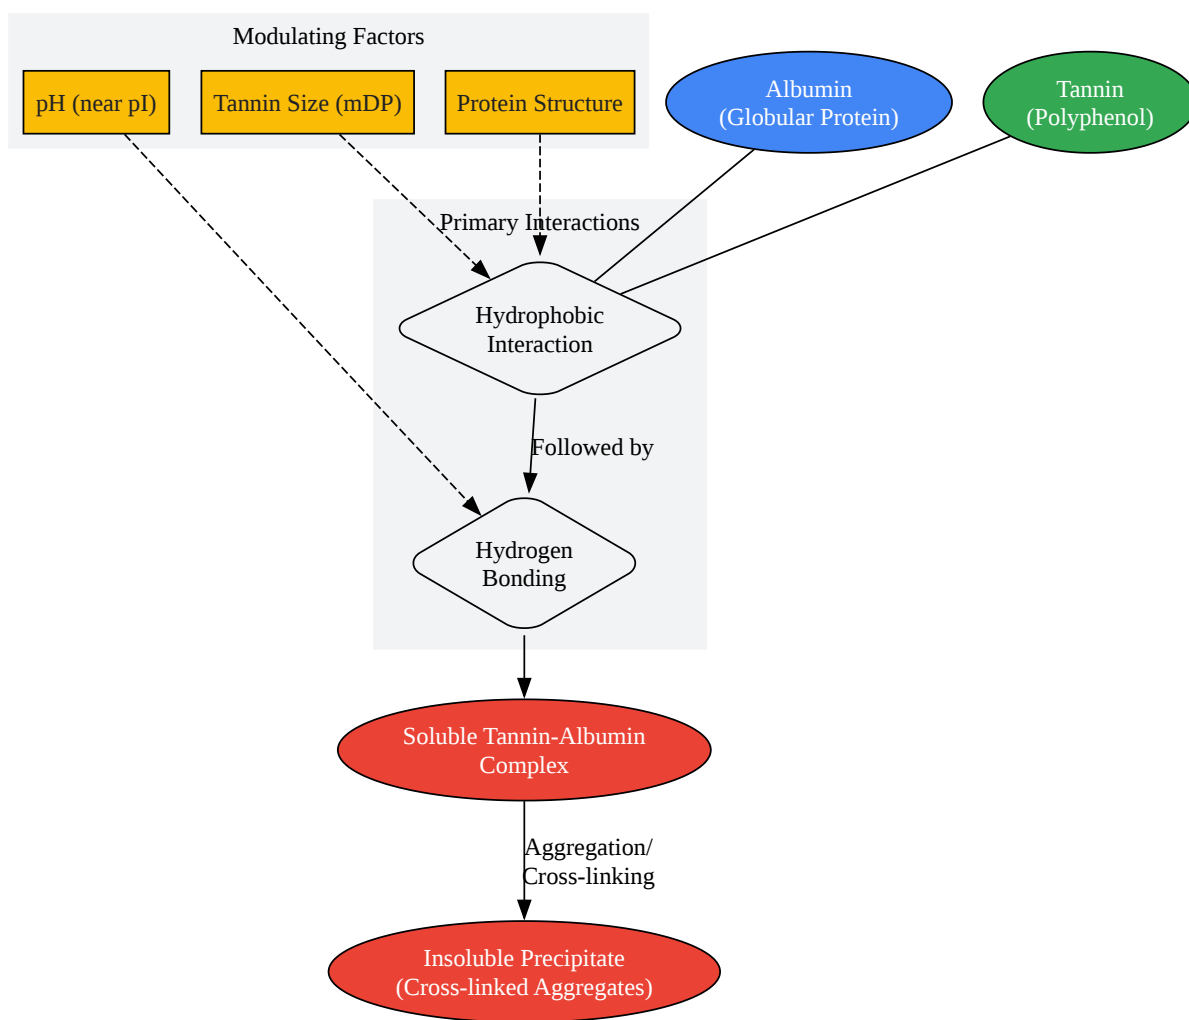 Modulating Factors
pH (near pI)
Tannin Size (mDP)
Protein Structure
Albumin
(Globular Protein)
Tannin
(Polyphenol)
Primary Interactions
Hydrophobic
Interaction
Followed by
Hydrogen
Bonding
Soluble Tannin-Albumin
Complex
Aggregation/
Cross-linking
Insoluble Precipitate
(Cross-linked Aggregates)